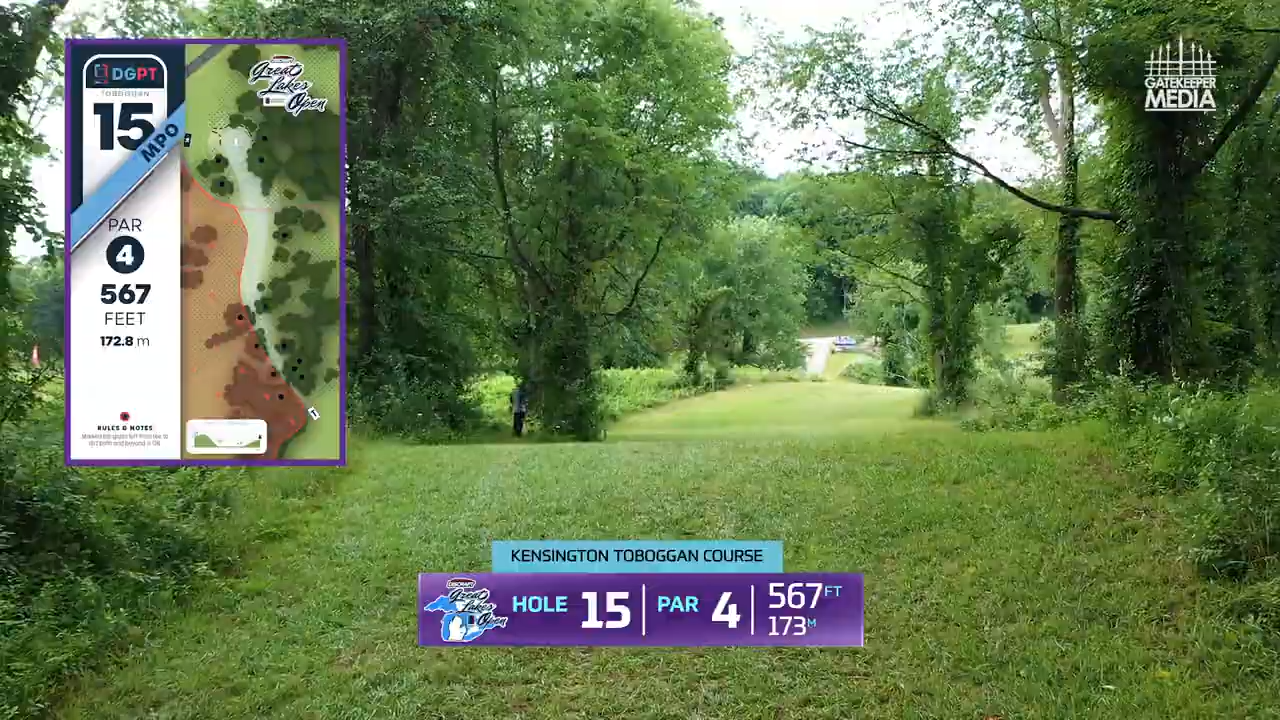 DGPT
TOBOGGAN
15
MPO
PAR
4
567
FEET
172.8 m
RULES & NOTES
Great
Lakes
Open
GATEKEEPER
MEDIA
KENSINGTON TOBOGGAN COURSE
DISCRAFT
Great
Lakes
Open
HOLE 15 PAR 4 567FT
173M